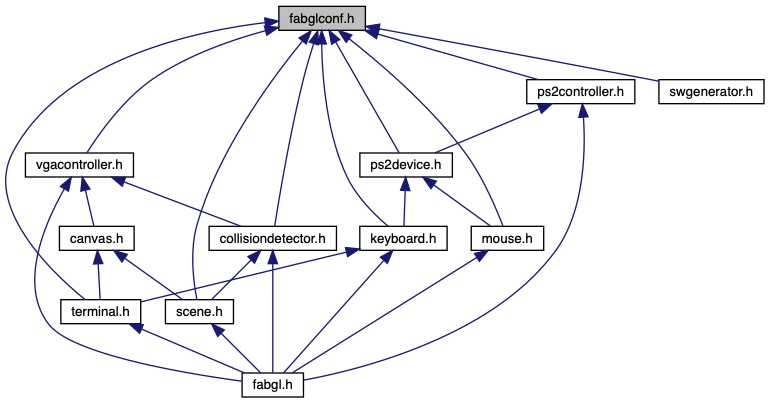 fabglconf.h
ps2controller.h
swgenerator.h
vgacontroller.h
ps2device.h
canvas.h
collisiondetector.h
keyboard.h
mouse.h
terminal.h
scene.h
fabgl.h